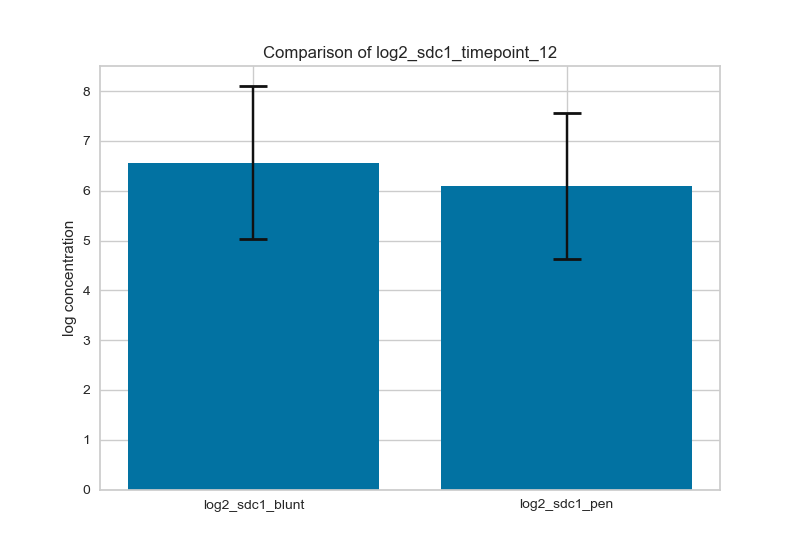 Comparison of log2_sdc1_timepoint_12
log concentration
8
7
6
5
4
3
2
1
0
log2_sdc1_blunt
log2_sdc1_pen